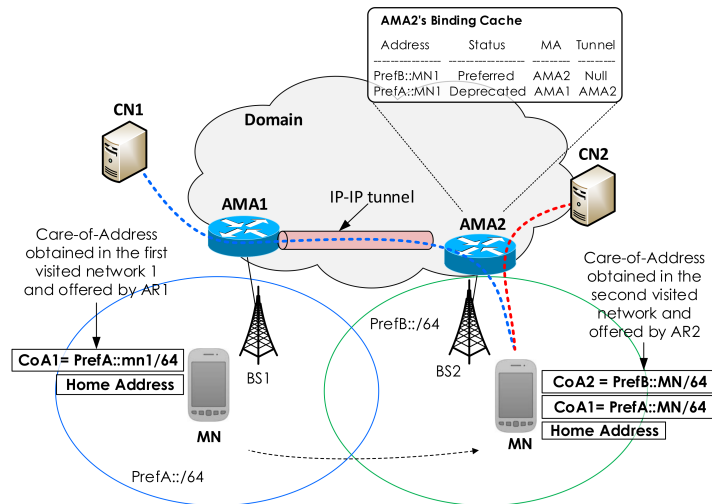 AMA2's Binding Cache
Address Status MA Tunnel
PrefB::MN1 Preferred AMA2 Null
PrefA::MN1 Deprecated AMA1 AMA2
CN1
Domain
CN2
IP-IP tunnel
AMA1
AMA2
Care-of-Address
obtained in the first
visited network 1
and offered by AR1
Care-of-Address
obtained in the
second visited
network and
offered by AR2
PrefB::/64
CoA1= PrefA::mn1/64
Home Address
BS1
BS2
CoA2 = PrefB::MN/64
CoA1= PrefA::MN/64
Home Address
MN
MN
PrefA::/64